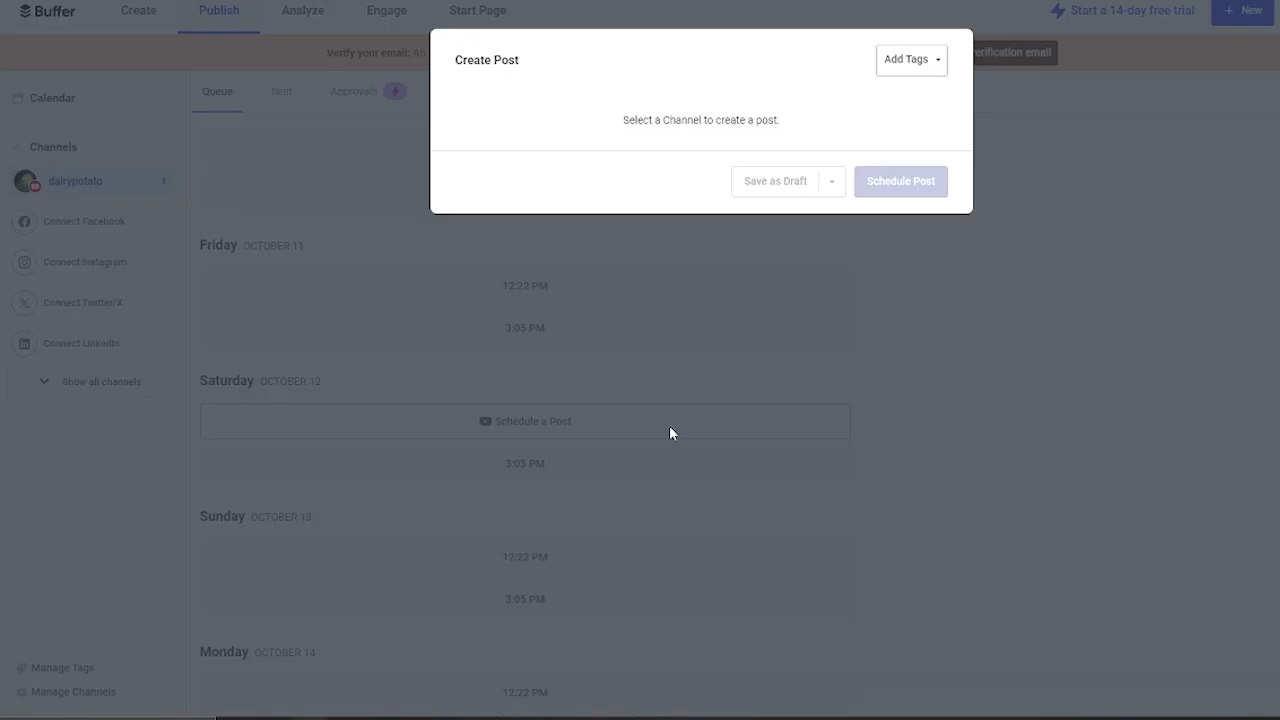 Buffer
Create
Publish
Analyze
Engage
Start Page
Start a 14-day free trial
+ New
Verify your email: An
erification email
Create Post
Add Tags
Select a Channel to create a post.
Save as Draft
Schedule Post
Calendar
Channels
dairypotato 1
Connect Facebook
Connect Instagram
Connect Twitter/X
Connect LinkedIn
Show all channels
Manage Tags
Manage Channels
Queue
Sent
Approvals
Friday OCTOBER 11
12:22 PM
3:05 PM
Saturday OCTOBER 12
Schedule a Post
3:05 PM
Sunday OCTOBER 13
12:22 PM
3:05 PM
Monday OCTOBER 14
12:22 PM